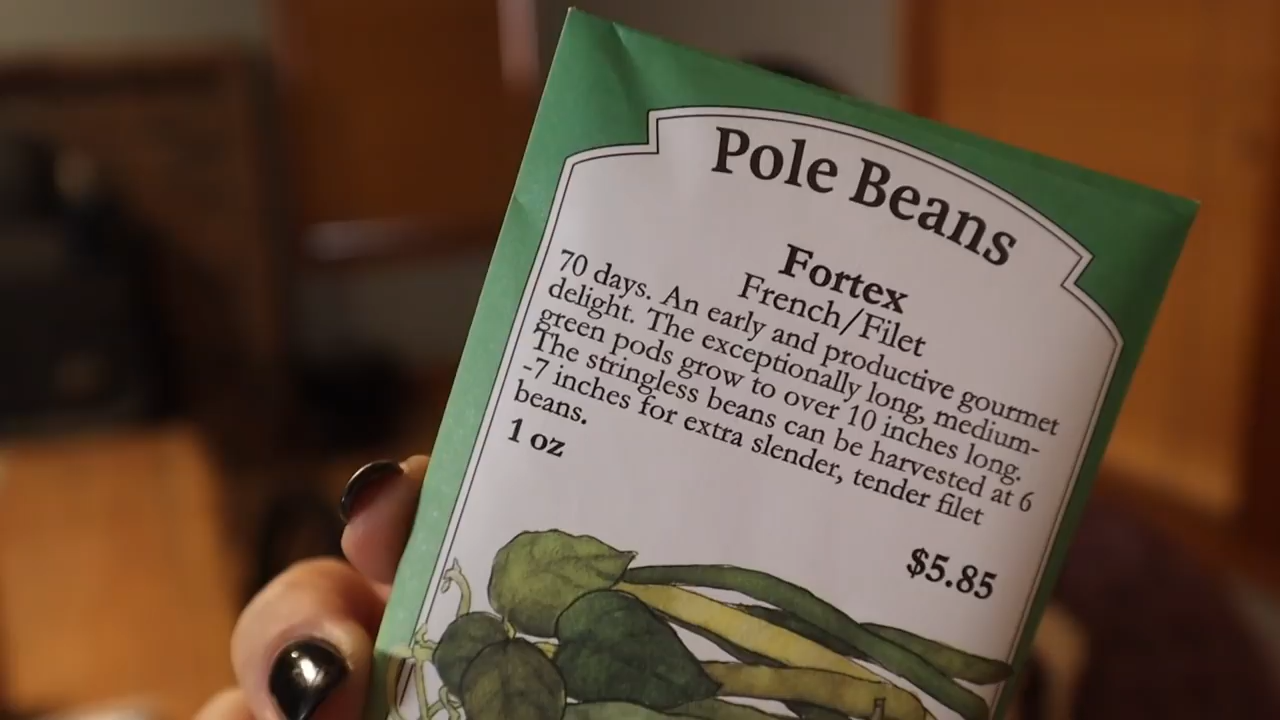 Pole Beans
Fortex
French/Filet
70 days. An early and productive gourmet
delight. The exceptionally long, medium-
green pods grow to over 10 inches long.
The stringless beans can be harvested at 6
-7 inches for extra slender, tender filet
beans.
1 oz
$5.85